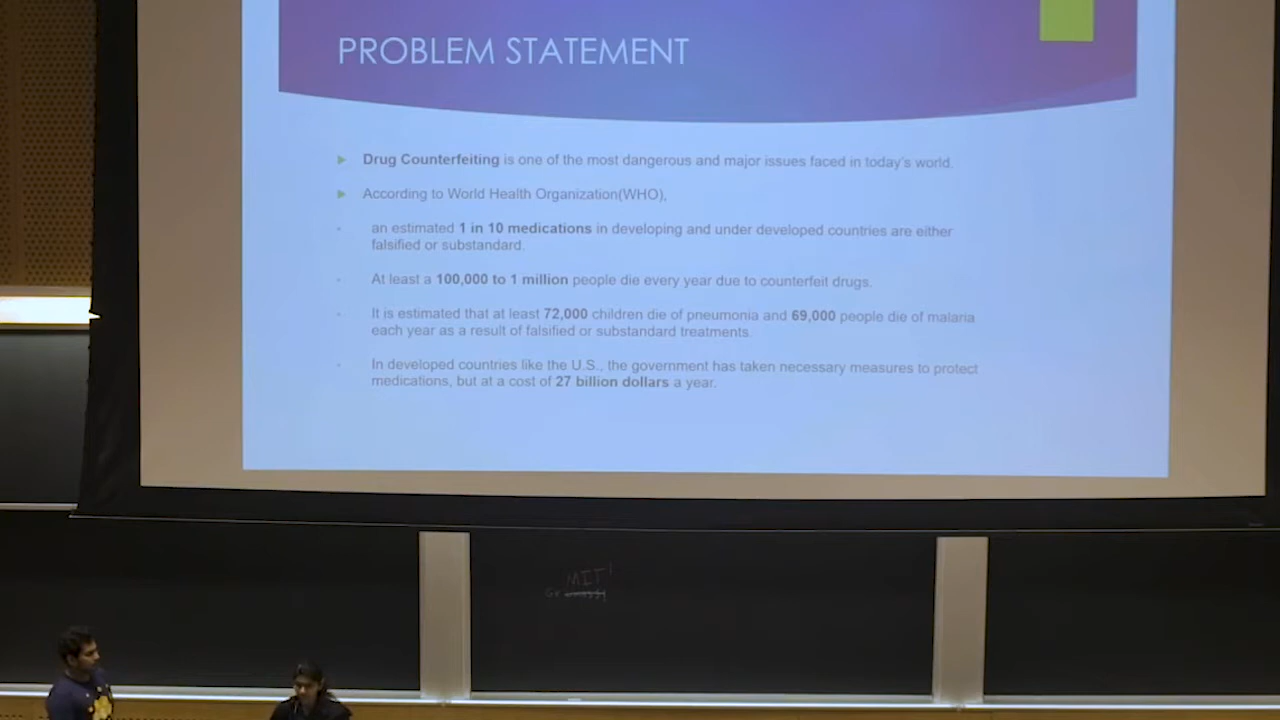 PROBLEM STATEMENT
Drug Counterfeiting is one of the most dangerous and major issues faced in today's world.
According to World Health Organization(WHO),
an estimated 1 in 10 medications in developing and under developed countries are either
falsified or substandard.
At least a 100,000 to 1 million people die every year due to counterfeit drugs.
It is estimated that at least 72,000 children die of pneumonia and 69,000 people die of malaria
each year as a result of falsified or substandard treatments.
In developed countries like the U.S., the government has taken necessary measures to protect
medications, but at a cost of 27 billion dollars a year.
MIT!